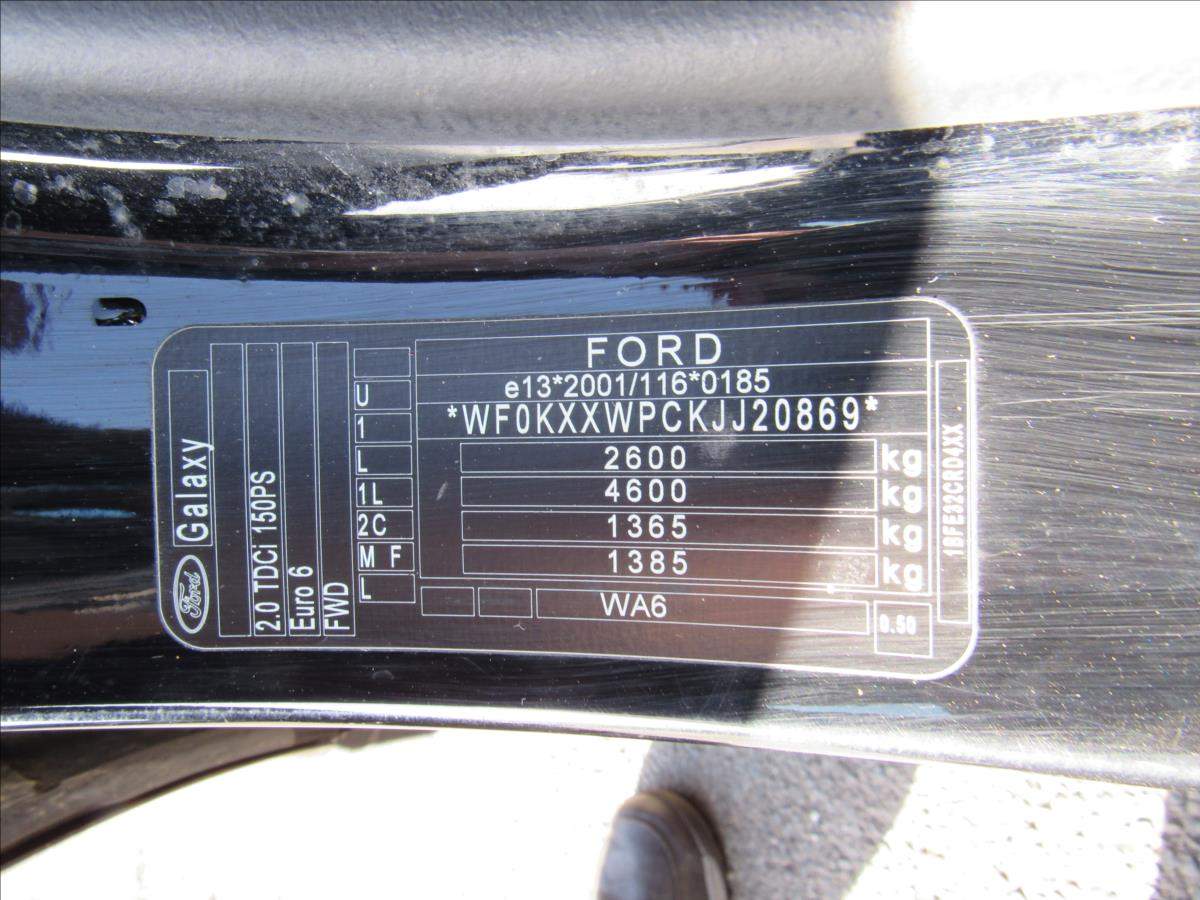 FORD
e13*2001/116*0185
*WF0KXXWPCKJJ20869*
2600 kg
4600 kg
1365 kg
1385 kg
WA6
0.50
U
1
L
1L
2C
M F
L
Ford
Galaxy
2.0 TDCi 150PS
Euro 6
FWD
1BFE32CRD4XX